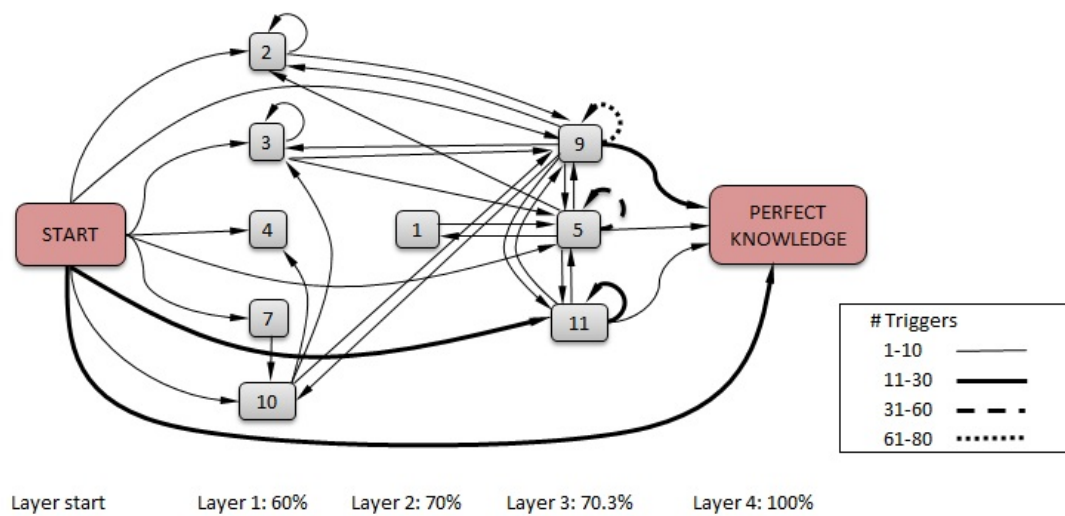 2
3
9
START
4
1
5
PERFECT
KNOWLEDGE
7
11
10
# Triggers
1-10
11-30
31-60
61-80
Layer start
Layer 1: 60%
Layer 2: 70%
Layer 3: 70.3%
Layer 4: 100%